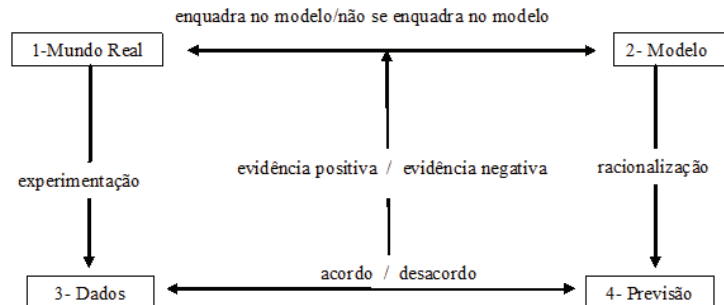 enquadra no modelo/não se enquadra no modelo
1-Mundo Real
2- Modelo
evidência positiva / evidência negativa
racionalização
experimentação
acordo / desacordo
3- Dados
4- Previsão